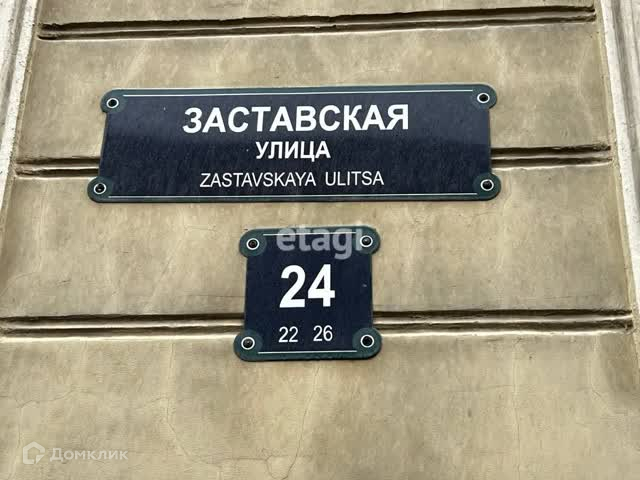 ЗАСТАВСКАЯ
УЛИЦА
ZASTAVSKAYA ULITSA
etagi
24
22 26
Домклик